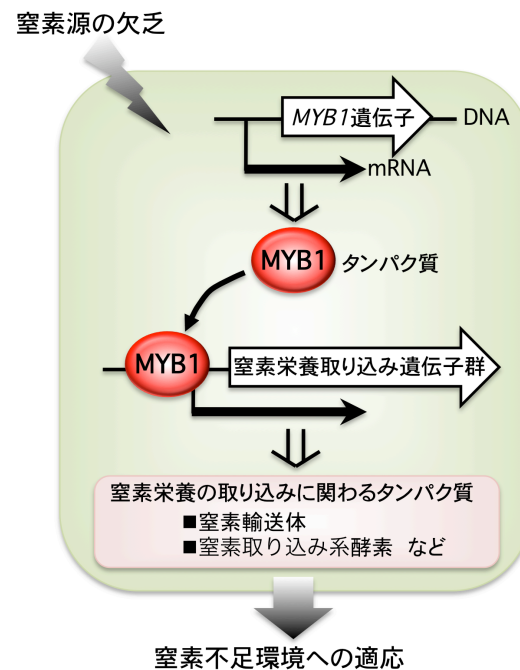 窒素源の欠乏
MYB1遺伝子
DNA
mRNA
MYB1
タンパク質
MYB1
窒素栄養取り込み遺伝子群
窒素栄養の取り込みに関わるタンパク質
■窒素輸送体
■窒素取り込み系酵素 など
窒素不足環境への適応